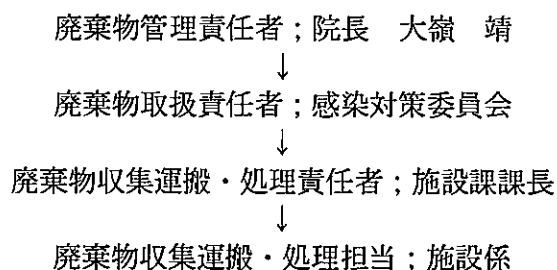 廃棄物管理責任者；院長　大嶺　靖
↓
廃棄物取扱責任者；感染対策委員会
↓
廃棄物収集運搬・処理責任者；施設課課長
↓
廃棄物収集運搬・処理担当；施設係